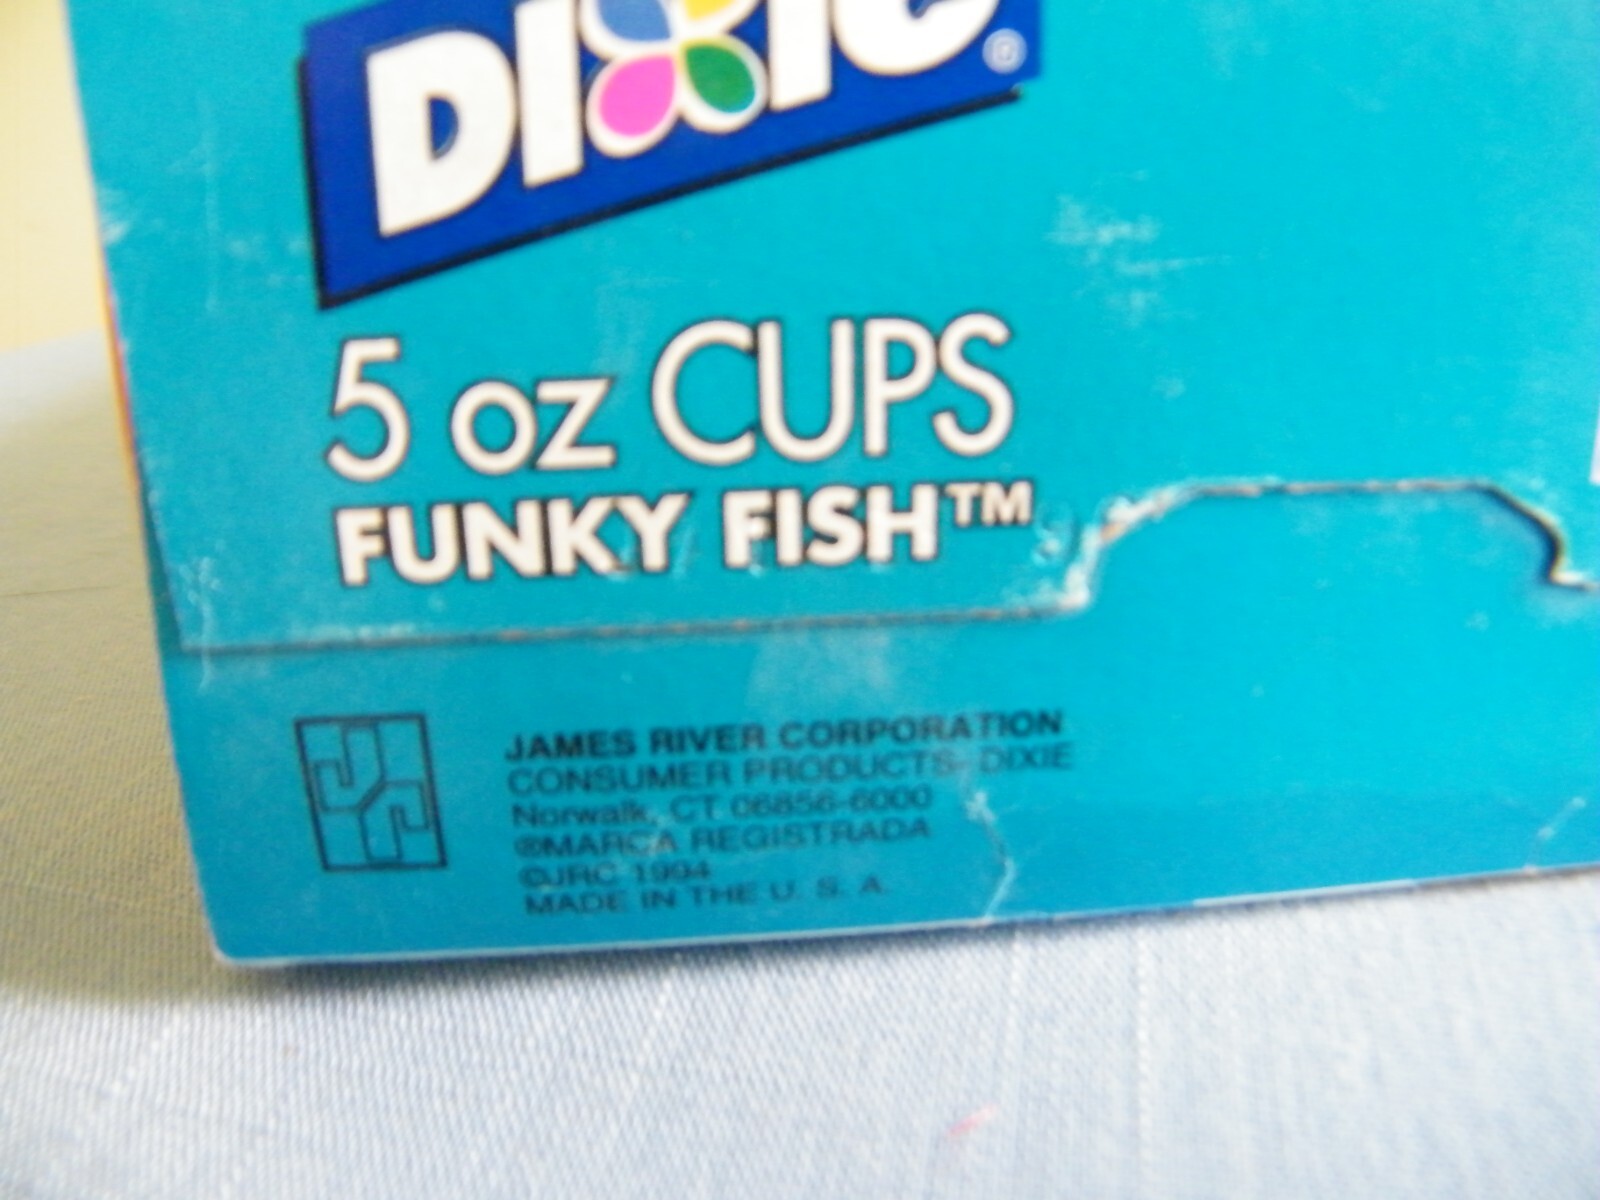 DIXIE®
5 oz CUPS
FUNKY FISH™
JAMES RIVER CORPORATION
CONSUMER PRODUCTS-DIXIE
Norwalk, CT 06856-6000
®MARCA REGISTRADA
©JRC 1994
MADE IN THE U. S. A.